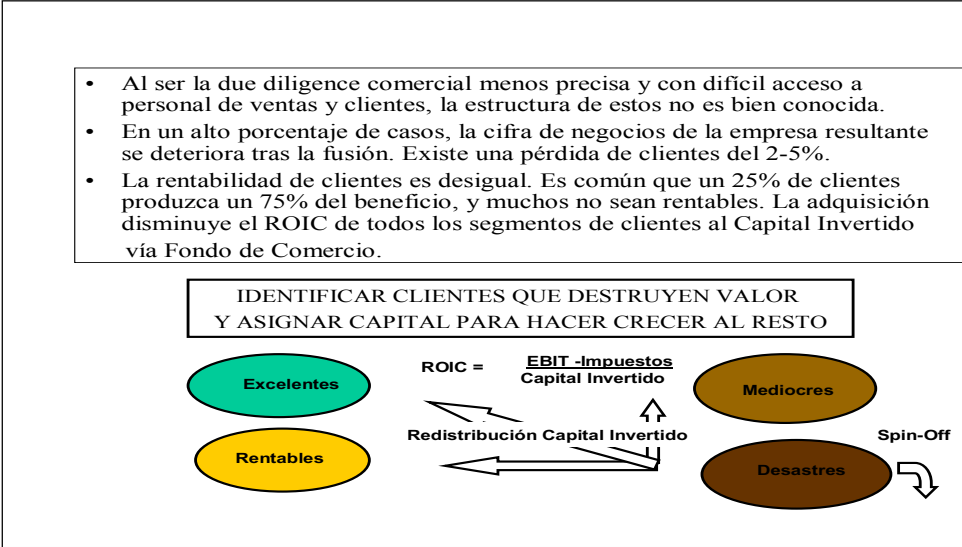 • Al ser la due diligence comercial menos precisa y con difícil acceso a
personal de ventas y clientes, la estructura de estos no es bien conocida.
• En un alto porcentaje de casos, la cifra de negocios de la empresa resultante
se deteriora tras la fusión. Existe una pérdida de clientes del 2-5%.
• La rentabilidad de clientes es desigual. Es común que un 25% de clientes
produzca un 75% del beneficio, y muchos no sean rentables. La adquisición
disminuye el ROIC de todos los segmentos de clientes al Capital Invertido
vía Fondo de Comercio.
IDENTIFICAR CLIENTES QUE DESTRUYEN VALOR
Y ASIGNAR CAPITAL PARA HACER CRECER AL RESTO
Excelentes
ROIC = EBIT -Impuestos
Capital Invertido
Mediocres
Redistribución Capital Invertido
Spin-Off
Rentables
Desastres